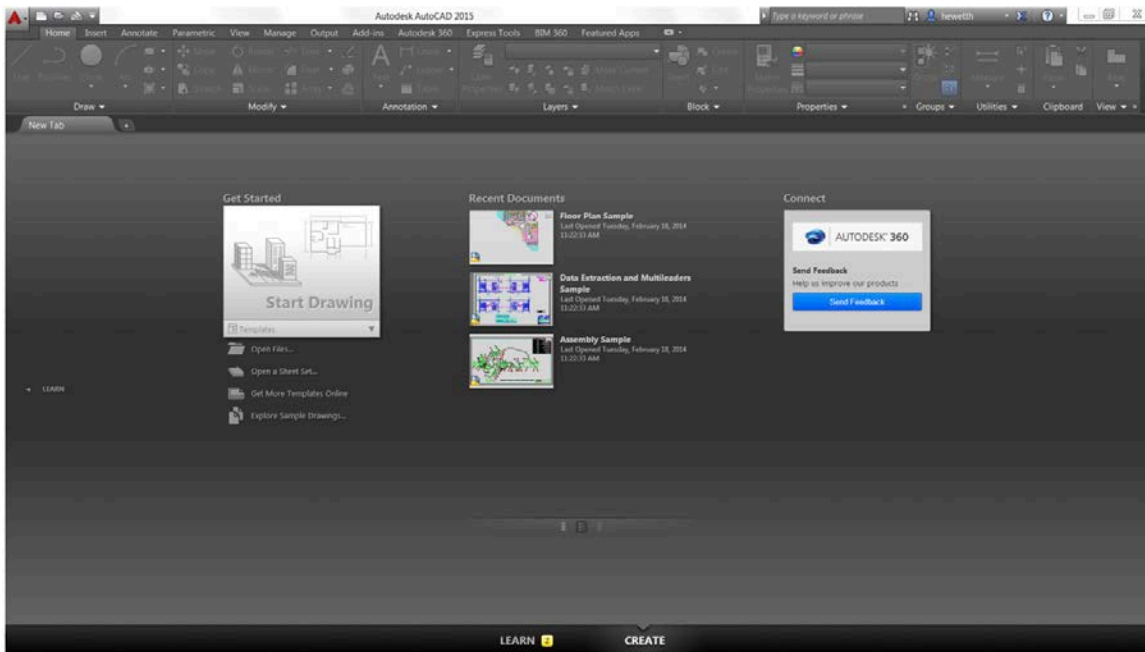 Autodesk AutoCAD 2015
Type a keyword or phrase
hewetth
Home Insert Annotate Parametric View Manage Output Add-ins Autodesk 360 Express Tools BIM 360 Featured Apps
Draw Modify Annotation Layers Block Properties Groups Utilities Clipboard View
New Tab
Get Started
Start Drawing
Templates
Open Files...
Open a Sheet Set...
Get More Templates Online
Explore Sample Drawings...
Recent Documents
Floor Plan Sample
Last Opened Tuesday, February 18, 2014
11:22:33 AM
Data Extraction and Multileaders
Sample
Last Opened Tuesday, February 18, 2014
11:22:33 AM
Assembly Sample
Last Opened Tuesday, February 18, 2014
11:22:33 AM
Connect
AUTODESK® 360
Send Feedback
Help us improve our products
Send Feedback
LEARN
LEARN 2
CREATE